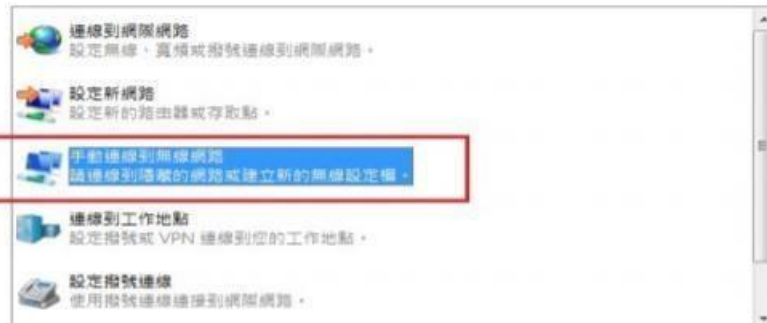 連線到網際網路
設定無線、寬頻或撥號連線到網際網路。
設定新網路
設定新的路由器或存取點。
手動連線到無線網路
請連線到隱藏的網路或建立新的無線設定檔。
連線到工作地點
設定撥號或 VPN 連線到您的工作地點。
設定撥號連線
使用撥號連線連接到網際網路。